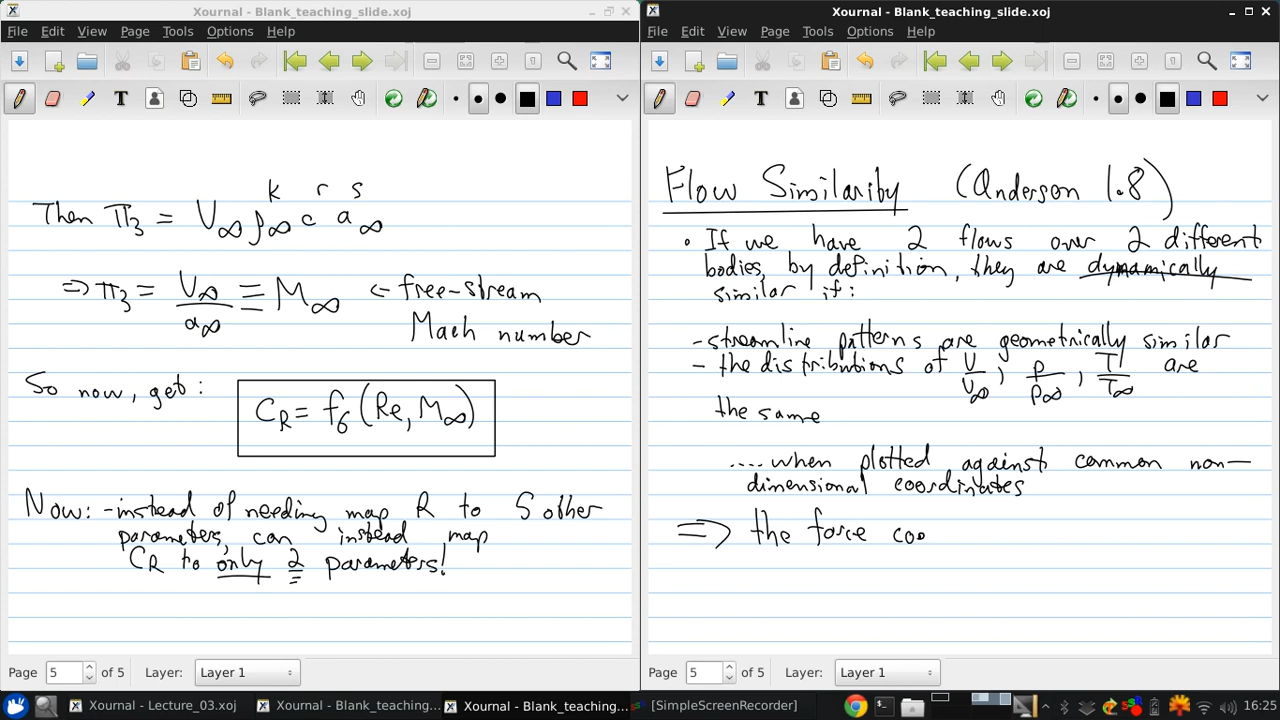 Xournal - Blank_teaching_slide.xoj
File Edit View Page Tools Options Help
Then π3 = V∞ ρ∞^k c^r a∞^s
⇒ π3 = V∞/a∞ ≡ M∞ ← free-stream
Mach number
So now, get:
CR = f6 (Re, M∞)
Now: - instead of needing map R to 5 other
parameters, can instead map
CR to only 2 parameters!
Page 5 of 5 Layer: Layer 1
Xournal - Blank_teaching_slide.xoj
File Edit View Page Tools Options Help
Flow Similarity (Anderson 1.8)
• If we have 2 flows over 2 different
bodies, by definition, they are dynamically
similar if:
- streamline patterns are geometrically similar
- the distributions of V/V∞, p/p∞, T/T∞ are
the same
.... when plotted against common non-
dimensional coordinates
⇒ the force coe
Page 5 of 5 Layer: Layer 1
Xournal - Lecture_03.xoj Xournal - Blank_teaching... Xournal - Blank_teaching... [SimpleScreenRecorder] 16:25